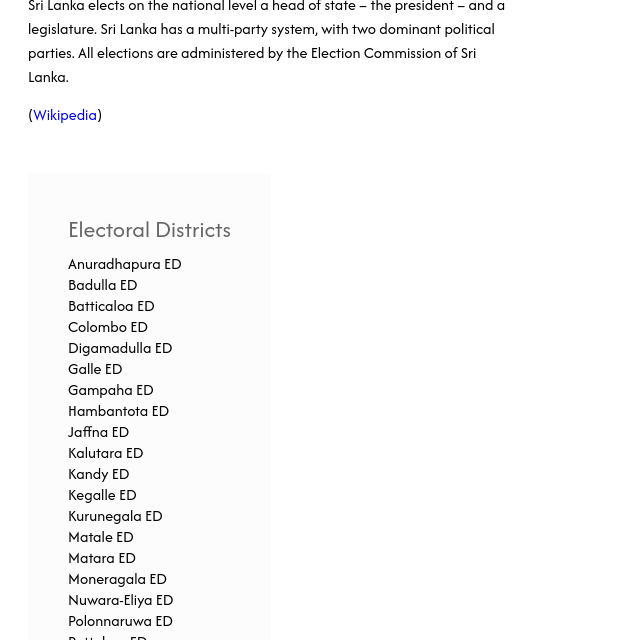 Sri Lanka elects on the national level a head of state – the president – and a
legislature. Sri Lanka has a multi-party system, with two dominant political
parties. All elections are administered by the Election Commission of Sri
Lanka.
(Wikipedia)
Electoral Districts
Anuradhapura ED
Badulla ED
Batticaloa ED
Colombo ED
Digamadulla ED
Galle ED
Gampaha ED
Hambantota ED
Jaffna ED
Kalutara ED
Kandy ED
Kegalle ED
Kurunegala ED
Matale ED
Matara ED
Moneragala ED
Nuwara-Eliya ED
Polonnaruwa ED